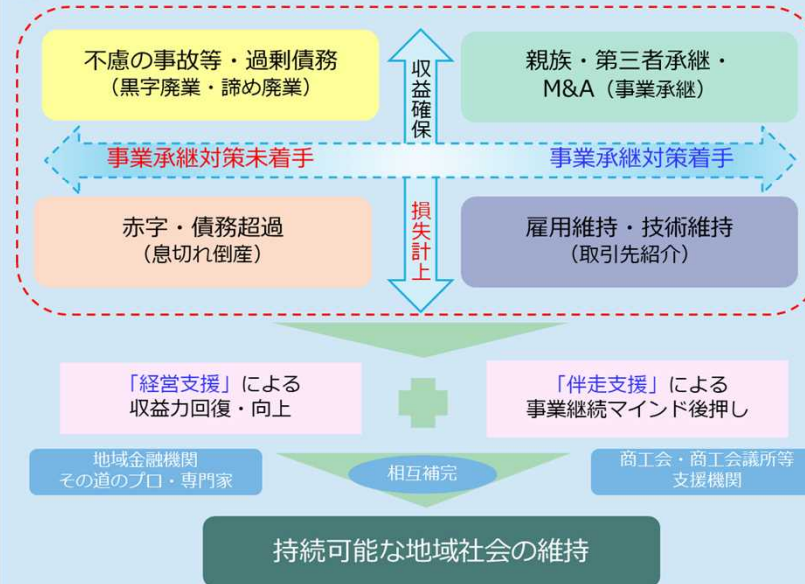 不慮の事故等・過剰債務
（黒字廃業・諦め廃業）
収益確保
親族・第三者承継・
M&A（事業承継）
事業承継対策未着手
事業承継対策着手
赤字・債務超過
（息切れ倒産）
損失計上
雇用維持・技術維持
（取引先紹介）
「経営支援」による
収益力回復・向上
「伴走支援」による
事業継続マインド後押し
地域金融機関
その道のプロ・専門家
相互補完
商工会・商工会議所等
支援機関
持続可能な地域社会の維持